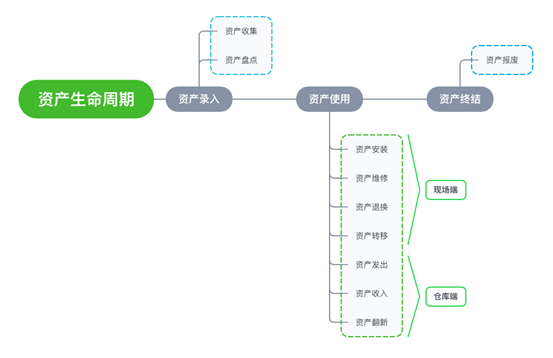 资产生命周期
资产录入
资产收集
资产盘点
资产使用
资产安装
资产维修
资产退换
资产转移
资产发出
资产收入
资产翻新
现场端
仓库端
资产终结
资产报废